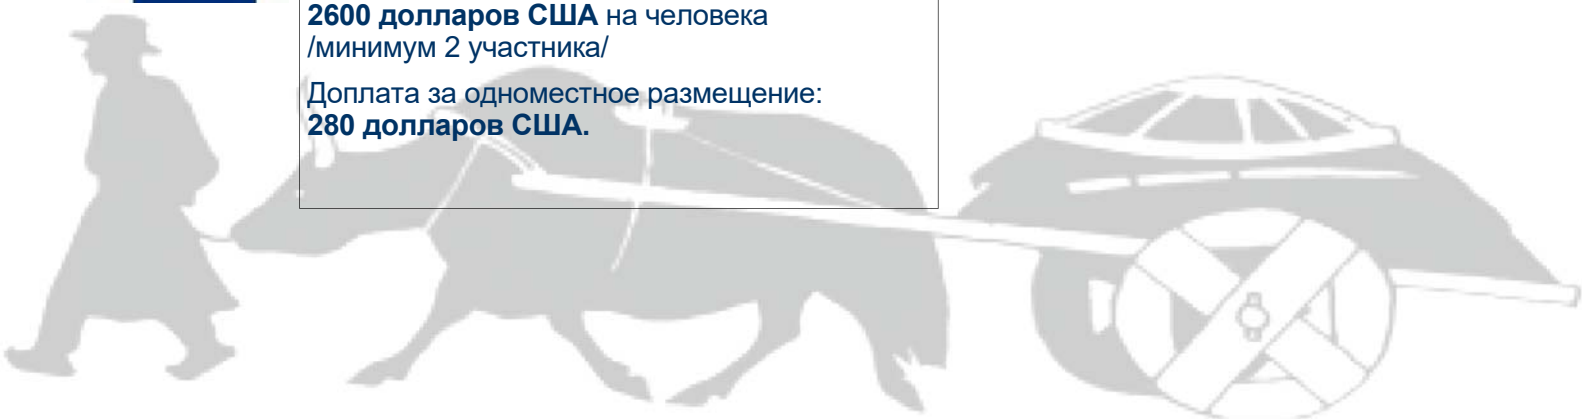 2600 долларов США на человека
/минимум 2 участника/
Доплата за одноместное размещение:
280 долларов США.